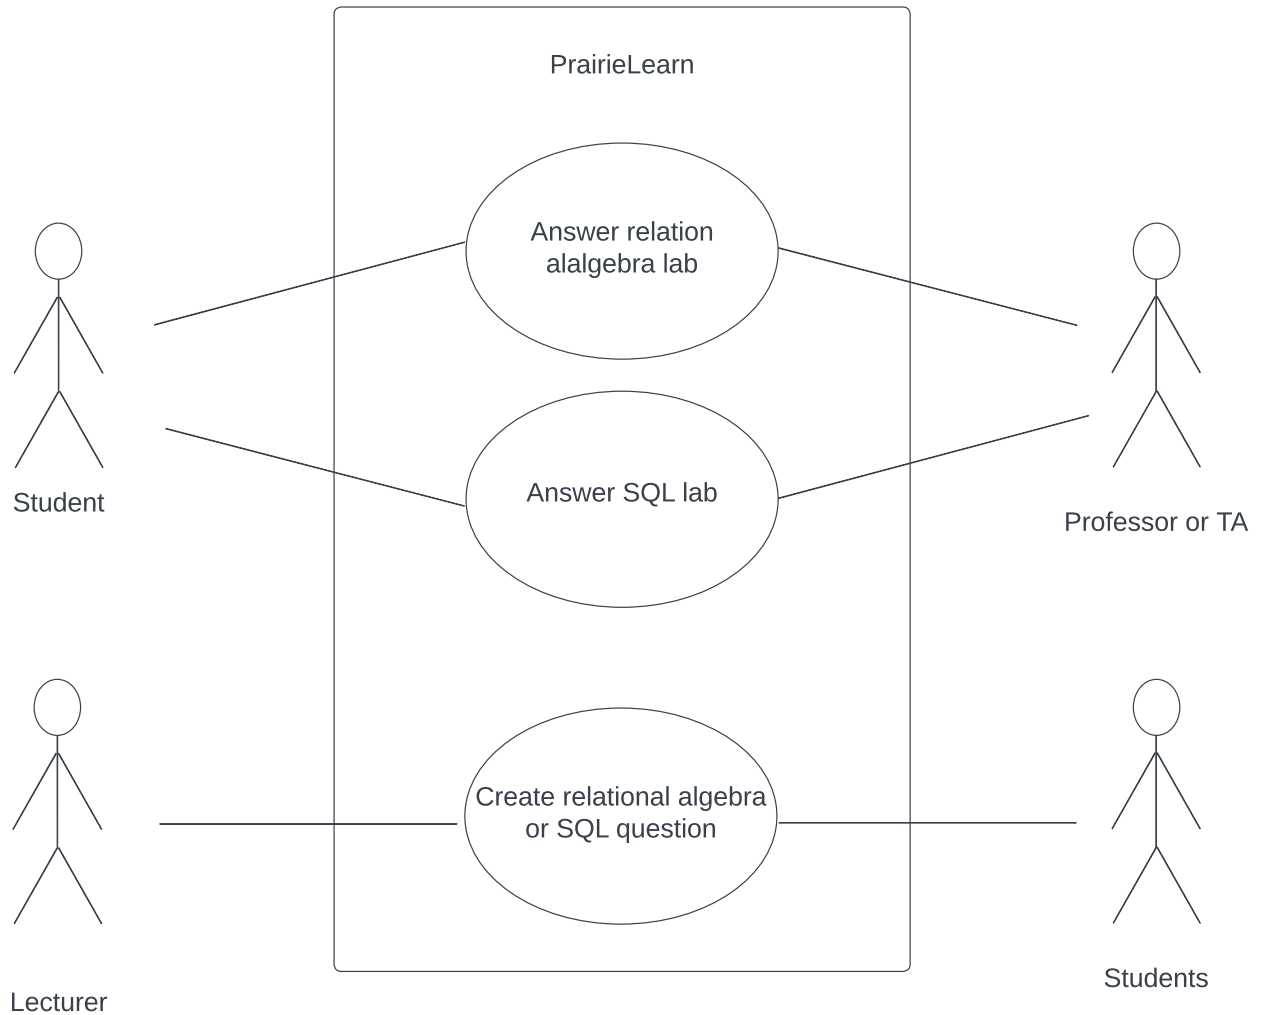 PrairieLearn
Answer relation
alalgebra lab
Answer SQL lab
Student
Professor or TA
Create relational algebra
or SQL question
Students
Lecturer